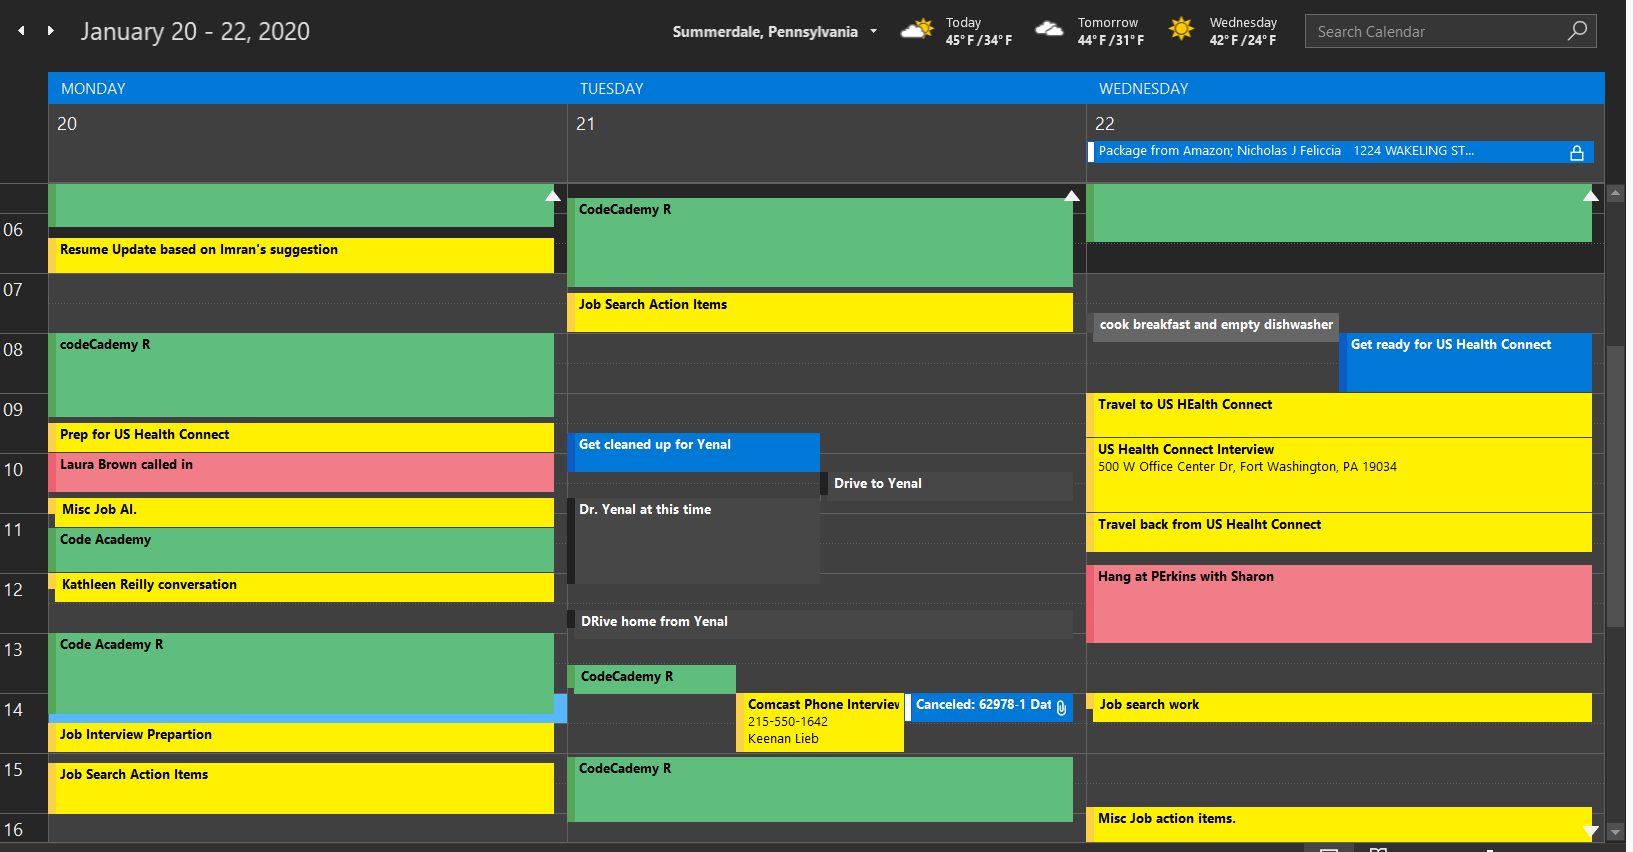 January 20 - 22, 2020
Summerdale, Pennsylvania
Today
45°F/34°F
Tomorrow
44°F/31°F
Wednesday
42°F/24°F
Search Calendar
MONDAY
TUESDAY
WEDNESDAY
20
21
22
Package from Amazon; Nicholas J Feliccia 1224 WAKELING ST...
06
07
08
09
10
11
12
13
14
15
16
Resume Update based on Imran's suggestion
codeCademy R
Prep for US Health Connect
Laura Brown called in
Misc Job AI.
Code Academy
Kathleen Reilly conversation
Code Academy R
Job Interview Prepartion
Job Search Action Items
CodeCademy R
Job Search Action Items
Get cleaned up for Yenal
Drive to Yenal
Dr. Yenal at this time
DRive home from Yenal
CodeCademy R
Comcast Phone Interview
215-550-1642
Keenan Lieb
Canceled: 62978-1 Dat
CodeCademy R
cook breakfast and empty dishwasher
Get ready for US Health Connect
Travel to US HEalth Connect
US Health Connect Interview
500 W Office Center Dr, Fort Washington, PA 19034
Travel back from US Healht Connect
Hang at PErkins with Sharon
Job search work
Misc Job action items.